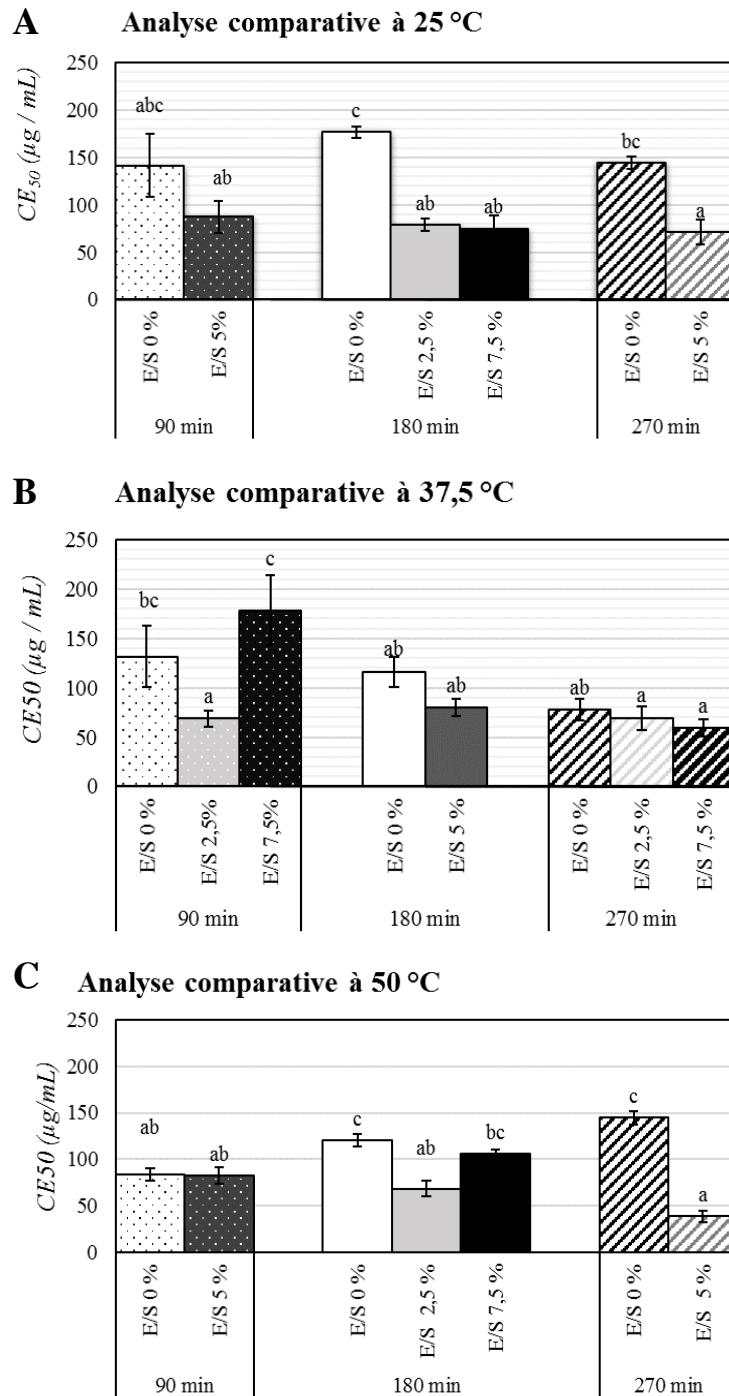 A Analyse comparative à 25 °C
CE50 (µg / mL)
250
200
150
100
50
0
abc
ab
c
ab
ab
bc
a
E/S 0 %
E/S 5%
E/S 0 %
E/S 2,5 %
E/S 7,5 %
E/S 0 %
E/S 5 %
90 min
180 min
270 min
B Analyse comparative à 37,5 °C
CE50 (µg / mL)
250
200
150
100
50
0
bc
a
c
ab
ab
ab
a
a
E/S 0 %
E/S 2,5%
E/S 7,5%
E/S 0 %
E/S 5 %
E/S 0 %
E/S 2,5 %
E/S 7,5 %
90 min
180 min
270 min
C Analyse comparative à 50 °C
CE50 (µg/mL)
250
200
150
100
50
0
ab
ab
c
ab
bc
c
a
E/S 0 %
E/S 5 %
E/S 0 %
E/S 2,5 %
E/S 7,5 %
E/S 0 %
E/S 5 %
90 min
180 min
270 min